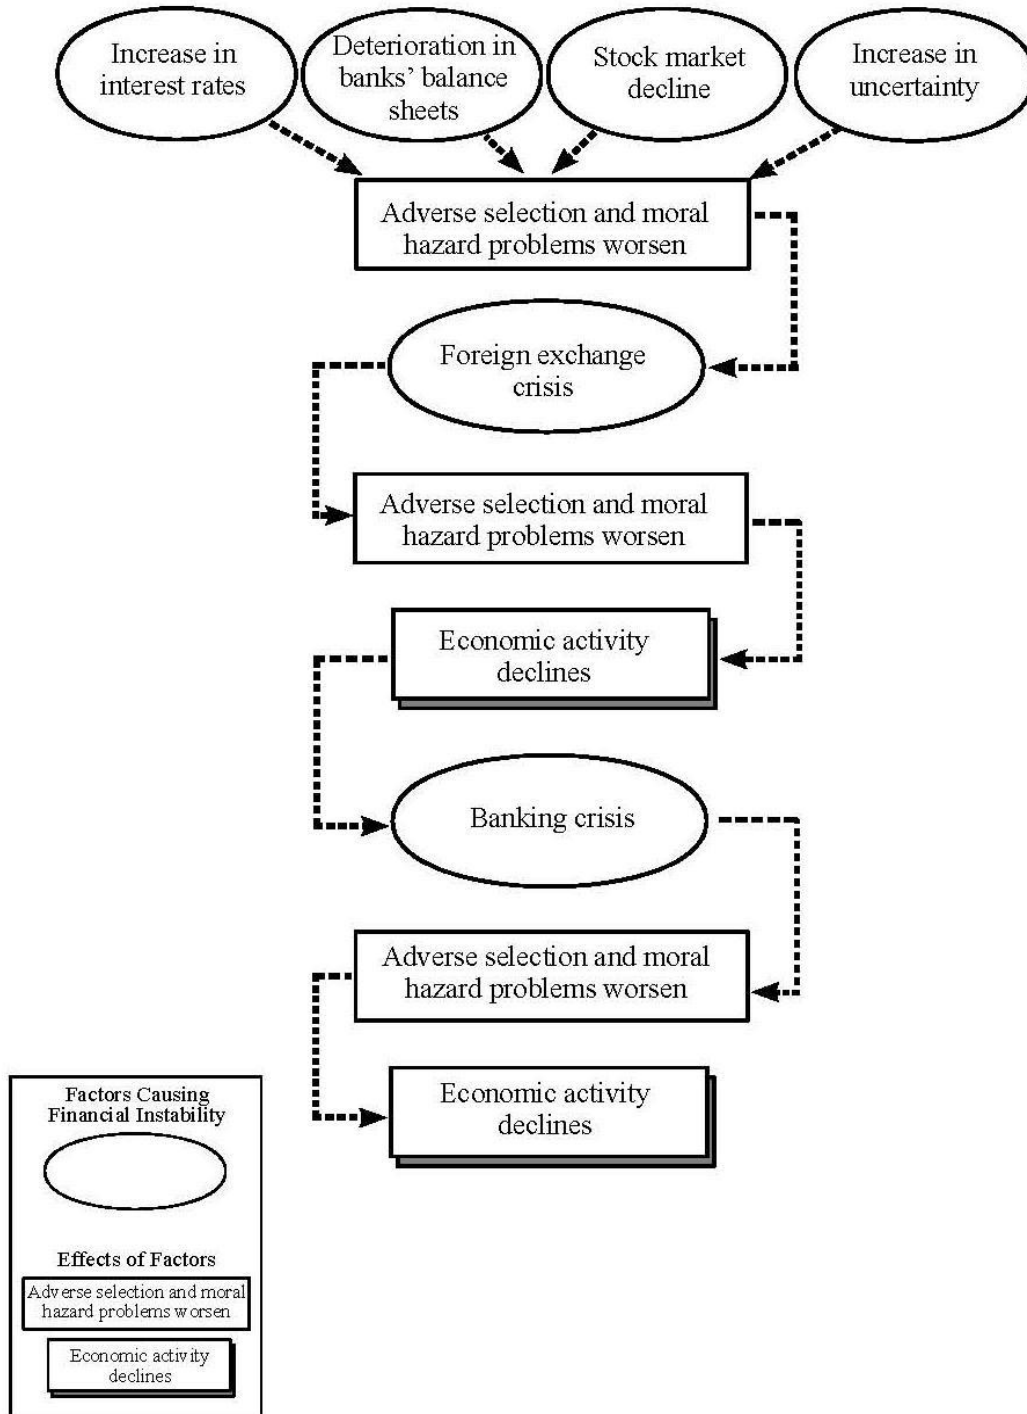 Increase in
interest rates
Deterioration in
banks' balance
sheets
Stock market
decline
Increase in
uncertainty
Adverse selection and moral
hazard problems worsen
Foreign exchange
crisis
Adverse selection and moral
hazard problems worsen
Economic activity
declines
Banking crisis
Adverse selection and moral
hazard problems worsen
Economic activity
declines
Factors Causing
Financial Instability
Effects of Factors
Adverse selection and moral
hazard problems worsen
Economic activity
declines